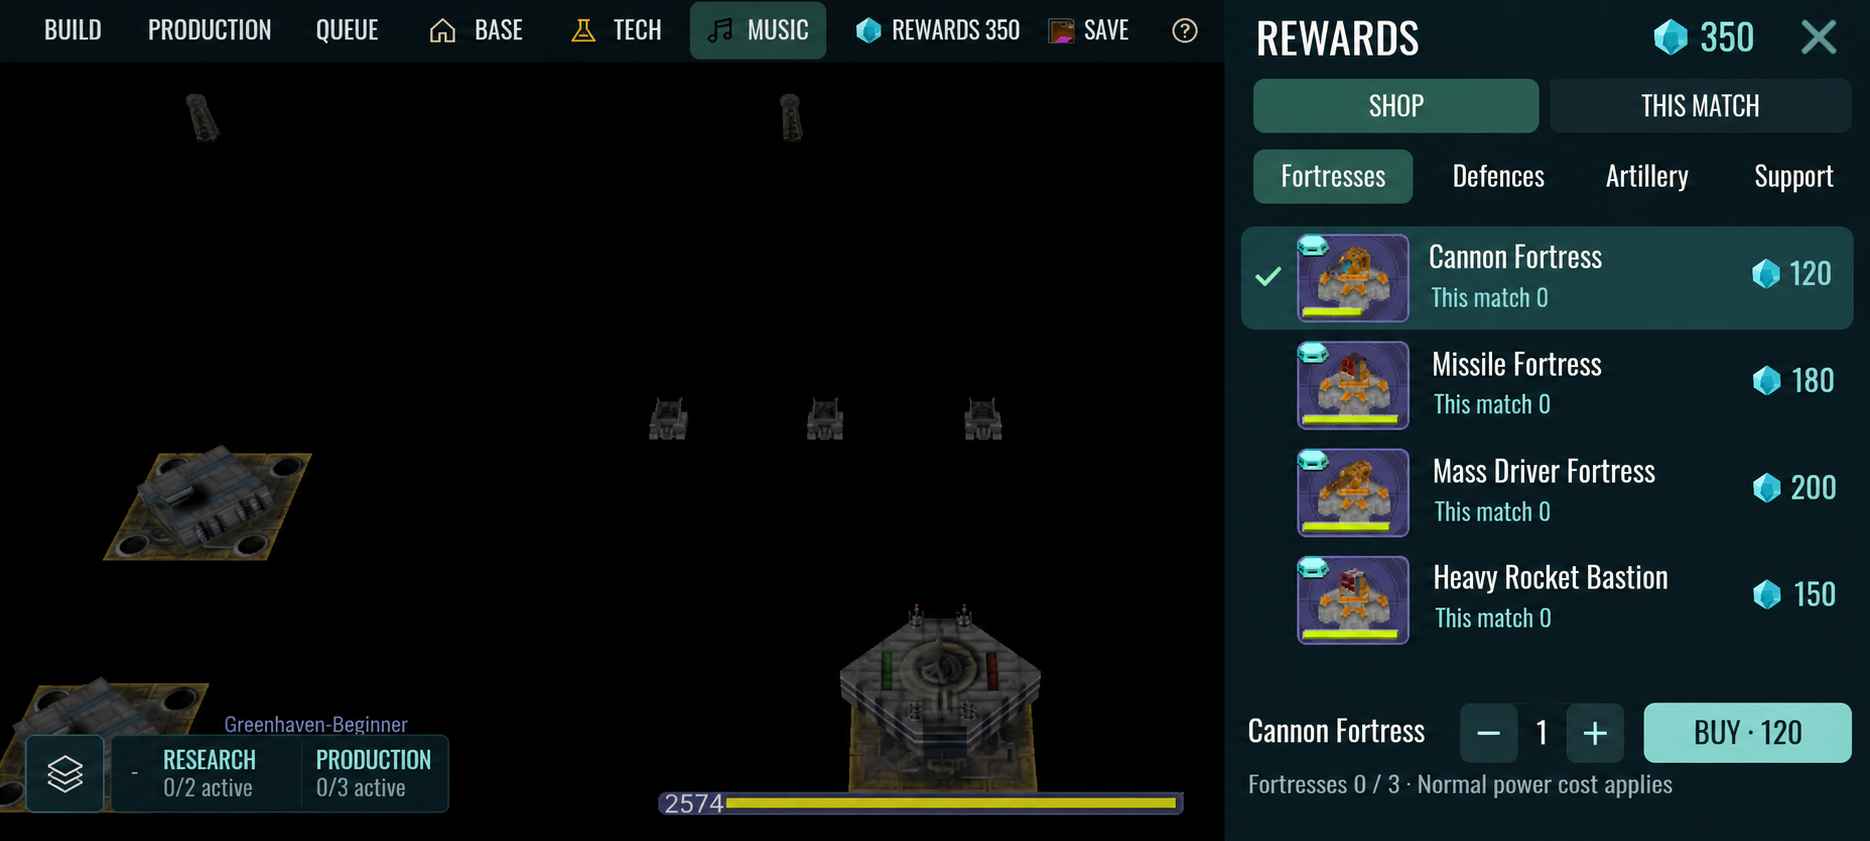 BUILD PRODUCTION QUEUE BASE TECH MUSIC REWARDS 350 SAVE ?
REWARDS 350
SHOP THIS MATCH
Fortresses Defences Artillery Support
Cannon Fortress 120
This match 0
Missile Fortress 180
This match 0
Mass Driver Fortress 200
This match 0
Heavy Rocket Bastion 150
This match 0
Cannon Fortress − 1 + BUY · 120
Fortresses 0 / 3 · Normal power cost applies
Greenhaven-Beginner
- RESEARCH PRODUCTION
0/2 active 0/3 active
2574